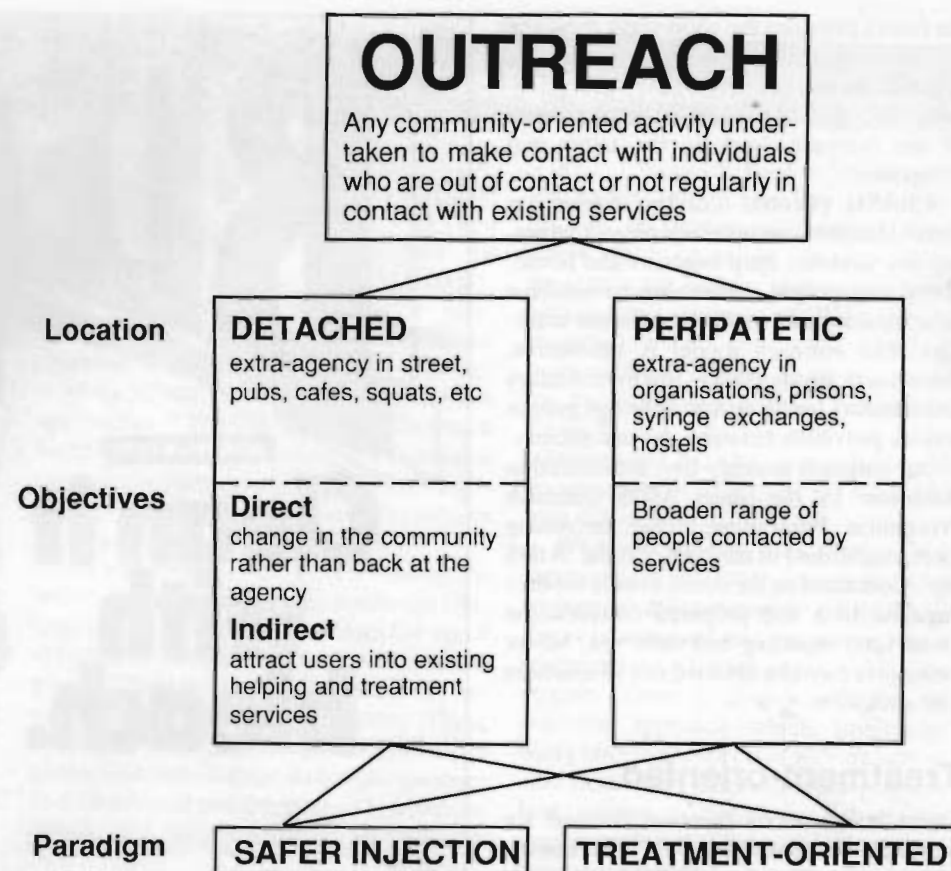 OUTREACH
Any community-oriented activity under-
taken to make contact with individuals
who are out of contact or not regularly in
contact with existing services
Location
DETACHED
extra-agency in street,
pubs, cafes, squats, etc
PERIPATETIC
extra-agency in
organisations, prisons,
syringe exchanges,
hostels
Objectives
Direct
change in the community
rather than back at the
agency
Indirect
attract users into existing
helping and treatment
services
Broaden range of
people contacted by
services
Paradigm
SAFER INJECTION
TREATMENT-ORIENTED